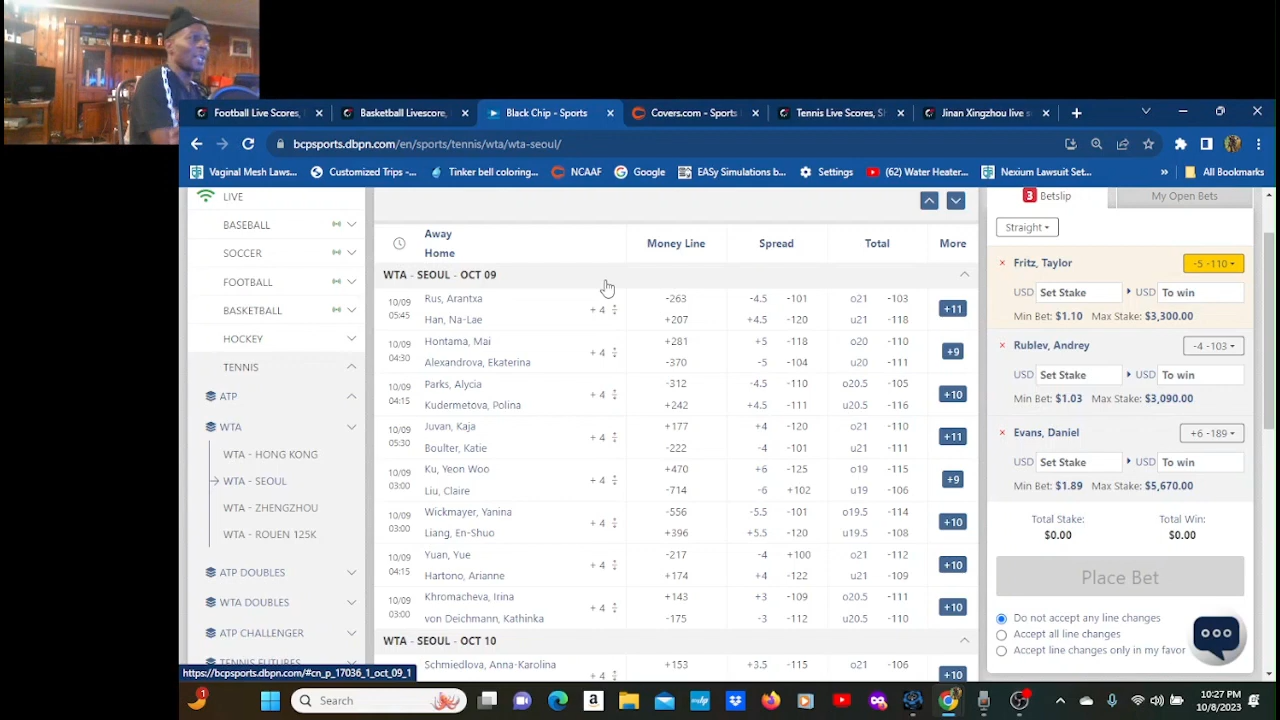 Football Live Scores,
Basketball Livescore,
Black Chip - Sports
Covers.com - Sports
Tennis Live Scores, S
Jinan Xingzhou live s
bcpsports.dbpn.com/en/sports/tennis/wta/wta-seoul/
Vaginal Mesh Laws...
Customized Trips -...
Tinker bell coloring...
NCAAF
Google
EASy Simulations b...
Settings
(62) Water Heater...
Nexium Lawsuit Set...
»
All Bookmarks
LIVE
BASEBALL
SOCCER
FOOTBALL
BASKETBALL
HOCKEY
TENNIS
ATP
WTA
WTA - HONG KONG
WTA - SEOUL
WTA - ZHENGZHOU
WTA - ROUEN 125K
ATP DOUBLES
WTA DOUBLES
ATP CHALLENGER
TENNIS FUTURES
Away
Home
Money Line Spread Total More
WTA - SEOUL - OCT 09
10/09 05:45 + 4 +11
Rus, Arantxa -263 -4.5 -101 o21 -103
Han, Na-Lae +207 +4.5 -120 u21 -118
10/09 04:30 + 4 +9
Hontama, Mai +281 +5 -118 o20 -110
Alexandrova, Ekaterina -370 -5 -104 u20 -111
10/09 04:15 + 4 +10
Parks, Alycia -312 -4.5 -110 o20.5 -105
Kudermetova, Polina +242 +4.5 -111 u20.5 -116
10/09 05:30 + 4 +11
Juvan, Kaja +177 +4 -120 o21 -110
Boulter, Katie -222 -4 -101 u21 -111
10/09 03:00 + 4 +9
Ku, Yeon Woo +470 +6 -125 o19 -115
Liu, Claire -714 -6 +102 u19 -106
10/09 03:00 + 4 +10
Wickmayer, Yanina -556 -5.5 -101 o19.5 -114
Liang, En-Shuo +396 +5.5 -120 u19.5 -108
10/09 04:15 + 4 +10
Yuan, Yue -217 -4 +100 o21 -112
Hartono, Arianne +174 +4 -122 u21 -109
10/09 03:00 + 4 +10
Khromacheva, Irina +143 +3 -109 o20.5 -111
von Deichmann, Kathinka -175 -3 -112 u20.5 -110
WTA - SEOUL - OCT 10
Schmiedlova, Anna-Karolina +153 +3.5 -115 o21 -106
+ 4 +10
3 Betslip
My Open Bets
Straight
Fritz, Taylor -5 -110
USD Set Stake USD To win
Min Bet: $1.10 Max Stake: $3,300.00
Rublev, Andrey -4 -103
USD Set Stake USD To win
Min Bet: $1.03 Max Stake: $3,090.00
Evans, Daniel +6 -189
USD Set Stake USD To win
Min Bet: $1.89 Max Stake: $5,670.00
Total Stake: Total Win:
$0.00 $0.00
Place Bet
Do not accept any line changes
Accept all line changes
Accept line changes only in my favor
https://bcpsports.dbpn.com/#cn_p_17036_1_oct_09_1
1
Search
10:27 PM
10/8/2023